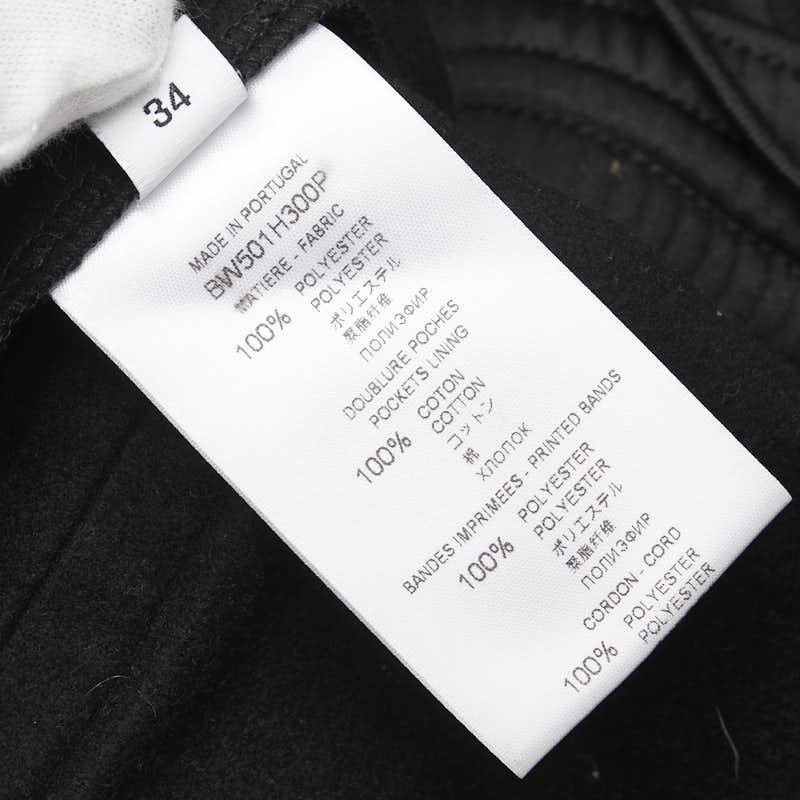 34
MADE IN PORTUGAL
BW501H300P
MATIERE - FABRIC
100% POLYESTER
POLYESTER
ポリエステル
聚脂纤维
ПОЛИЭФИР
DOUBLURE POCHES
POCKETS LINING
100% COTON
COTTON
コットン
棉
ХЛОПОК
BANDES IMPRIMEES - PRINTED BANDS
100% POLYESTER
POLYESTER
ポリエステル
聚脂纤维
ПОЛИЭФИР
CORDON - CORD
100% POLYESTER
POLYESTER